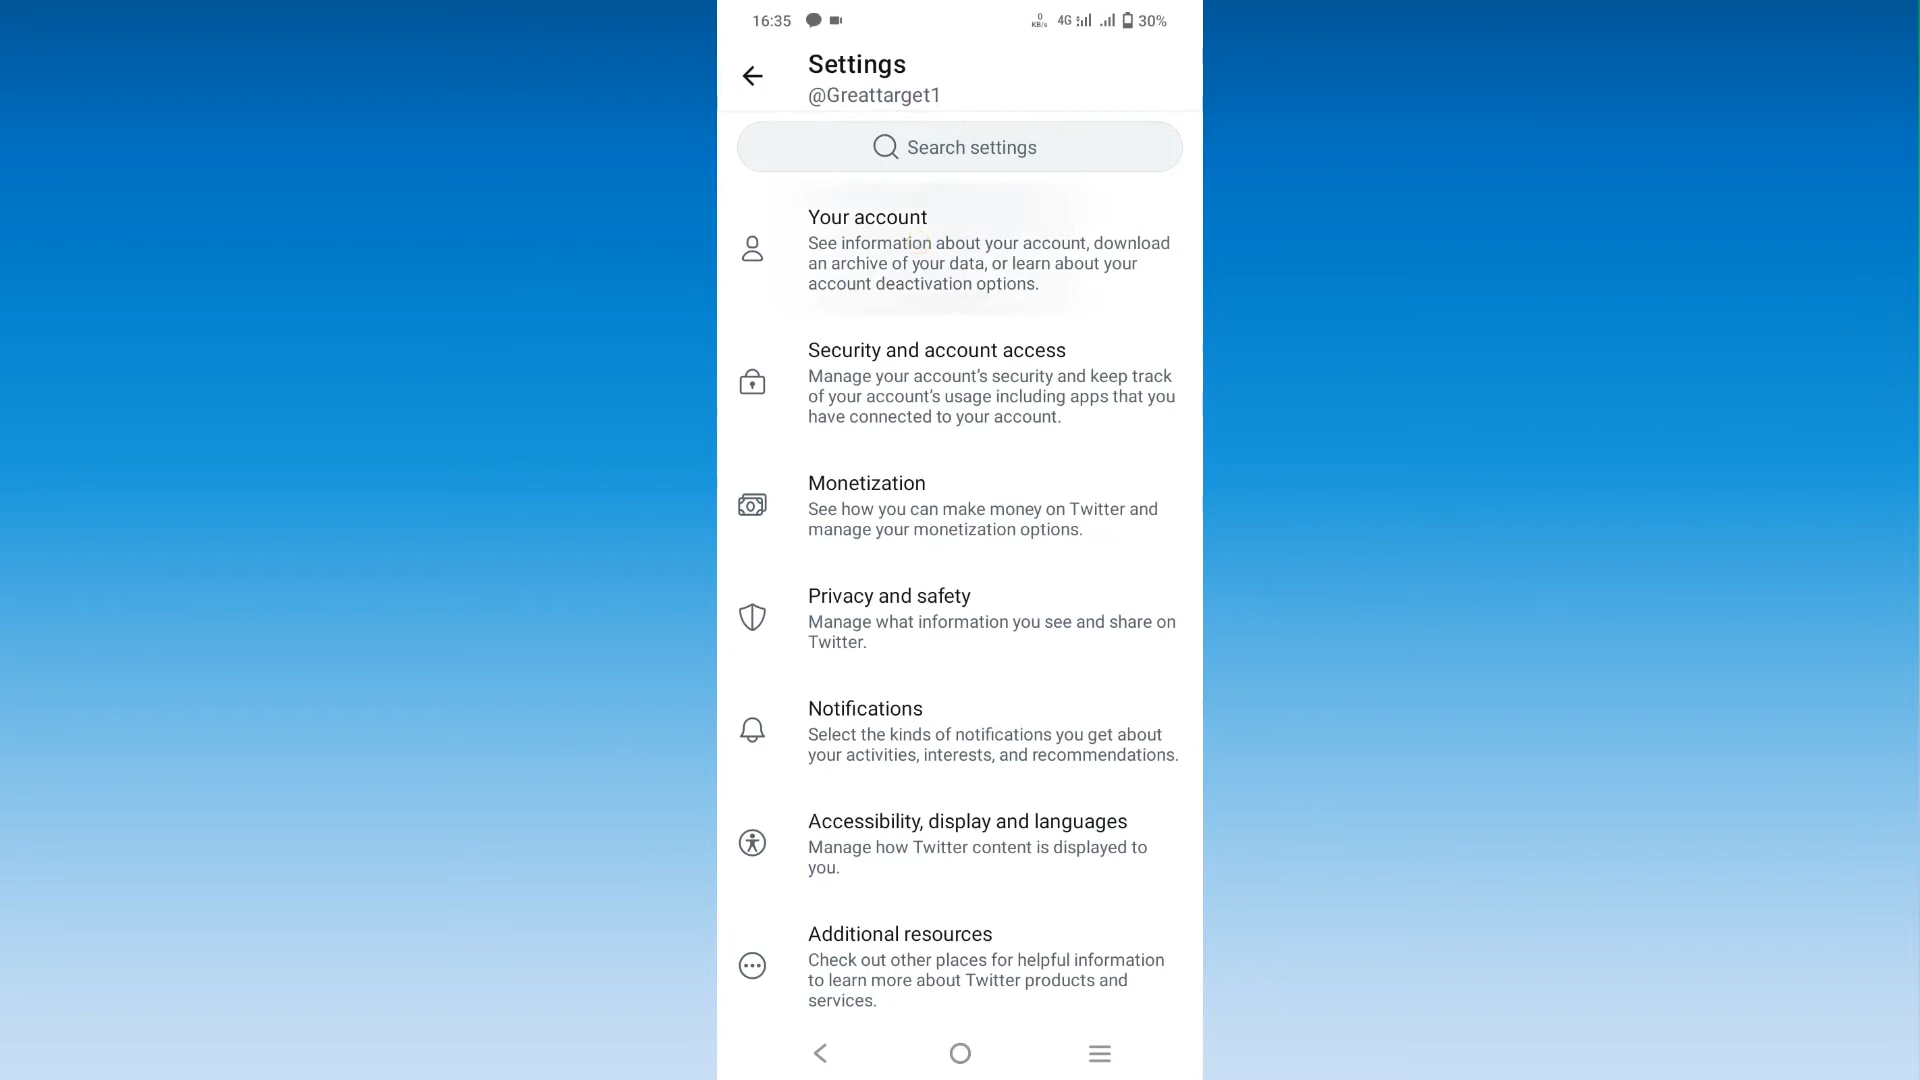 16:35
0 KB/s 4G 30%
Settings
@Greattarget1
Search settings
Your account
See information about your account, download
an archive of your data, or learn about your
account deactivation options.
Security and account access
Manage your account’s security and keep track
of your account’s usage including apps that you
have connected to your account.
Monetization
See how you can make money on Twitter and
manage your monetization options.
Privacy and safety
Manage what information you see and share on
Twitter.
Notifications
Select the kinds of notifications you get about
your activities, interests, and recommendations.
Accessibility, display and languages
Manage how Twitter content is displayed to
you.
Additional resources
Check out other places for helpful information
to learn more about Twitter products and
services.